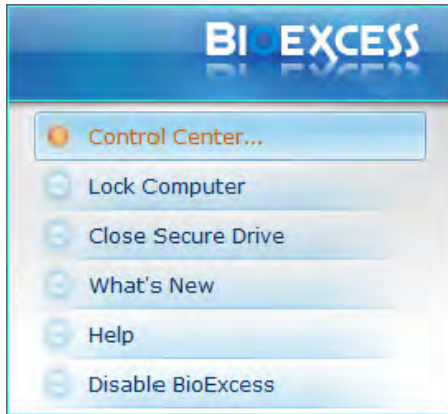 BIOEXCESS
Control Center...
Lock Computer
Close Secure Drive
What's New
Help
Disable BioExcess